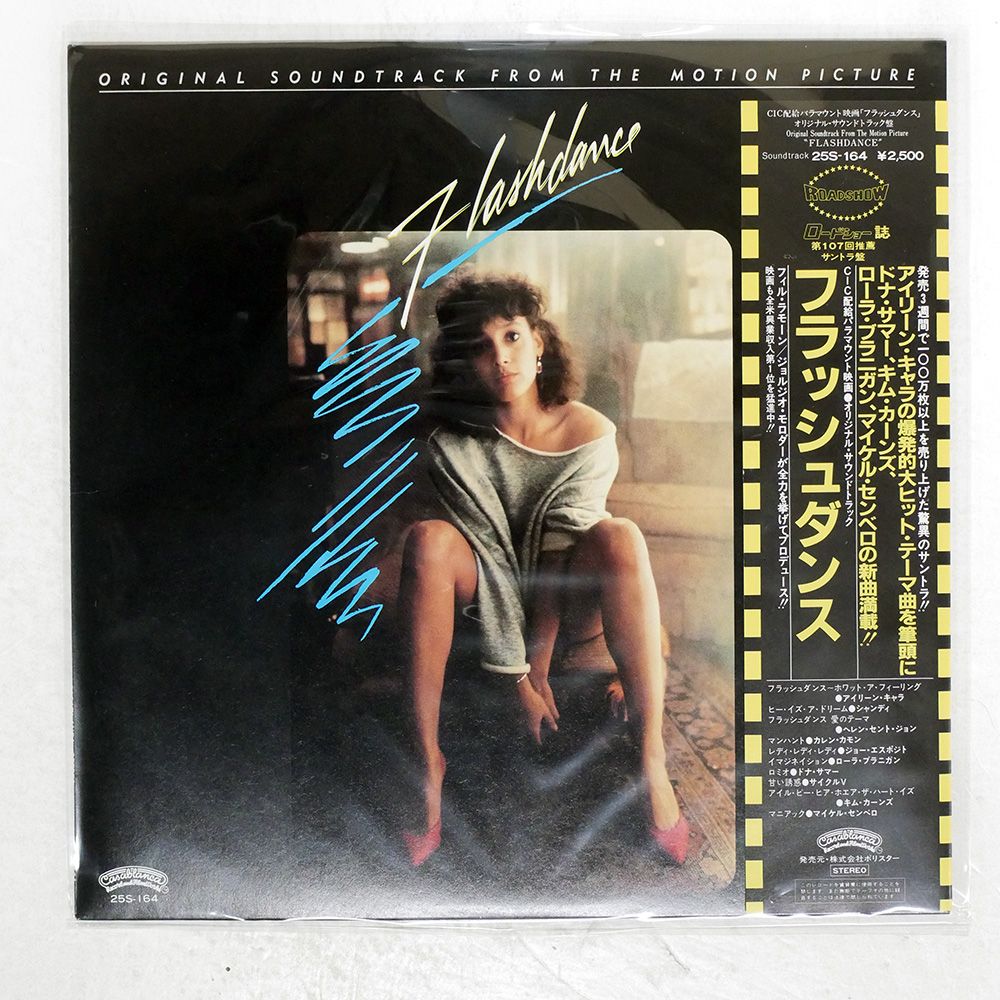 ORIGINAL SOUNDTRACK FROM THE MOTION PICTURE
Flashdance
CIC配給パラマウント映画「フラッシュダンス」
オリジナル・サウンドトラック盤
Original Soundtrack From The Motion Picture
"FLASHDANCE"
Soundtrack 25S-164 ¥2,500
ROADSHOW
ロードショー誌
第107回推薦
サントラ盤
発売3週間で一〇〇万枚以上を売り上げた驚異のサントラ!!
アイリーン・キャラの爆発的大ヒット・テーマ曲を筆頭に
ドナ・サマー、キム・カーンズ、
ローラ・ブラニガン、マイケル・センベロの新曲満載!!
CIC配給パラマウント映画●オリジナル・サウンドトラック
フラッシュダンス
フィル・ラモーン/ジョルジオ・モロダーが全力を挙げてプロデュース!!
映画も全米興業収入第1位を猛進中!!
フラッシュダンス〜ホワット・ア・フィーリング
●アイリーン・キャラ
ヒー・イズ・ア・ドリーム●シャンディ
フラッシュダンス 愛のテーマ
●ヘレン・セント・ジョン
マンハント●カレン・カモン
レディ・レディ・レディ●ジョー・エスポジト
イマジネイション●ローラ・ブラニガン
ロミオ●ドナ・サマー
甘い誘惑●サイクルV
アイル・ビー・ヒア・ホエア・ザ・ハート・イズ
●キム・カーンズ
マニアック●マイケル・センベロ
Casablanca
Record and FilmWorks
発売元・株式会社ポリスター
STEREO
Casablanca
Record and FilmWorks
25S-164